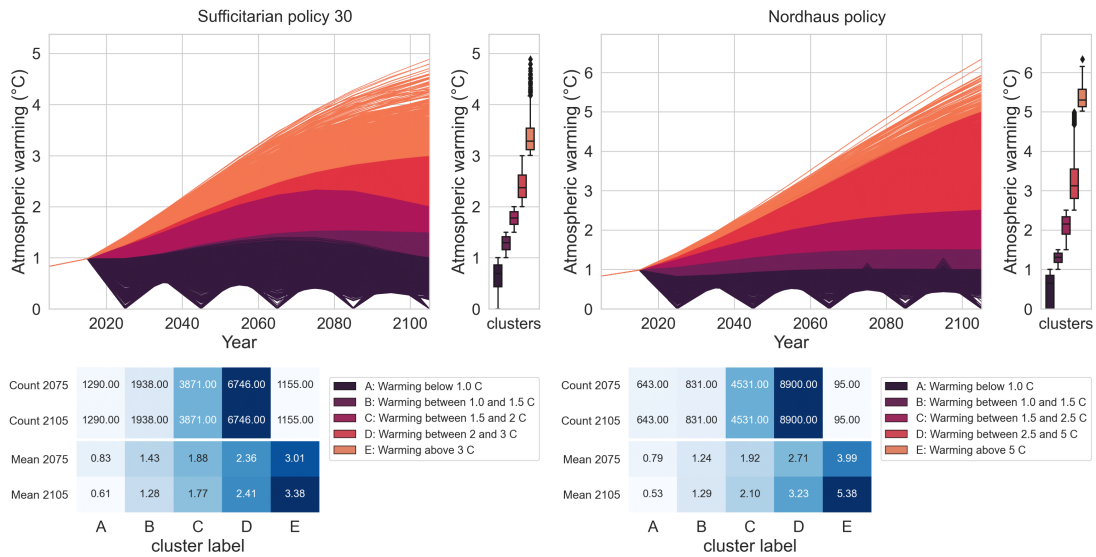 Sufficitarian policy 30
Atmospheric warming (°C)
5
4
3
2
1
0
2020 2040 2060 2080 2100
Year
Atmospheric warming (°C)
5
4
3
2
1
0
clusters
Nordhaus policy
Atmospheric warming (°C)
6
5
4
3
2
1
0
2020 2040 2060 2080 2100
Year
Atmospheric warming (°C)
6
5
4
3
2
1
0
clusters
Count 2075 1290.00 1938.00 3871.00 6746.00 1155.00
Count 2105 1290.00 1938.00 3871.00 6746.00 1155.00
Mean 2075 0.83 1.43 1.88 2.36 3.01
Mean 2105 0.61 1.28 1.77 2.41 3.38
A B C D E
cluster label
A: Warming below 1.0 C
B: Warming between 1.0 and 1.5 C
C: Warming between 1.5 and 2 C
D: Warming between 2 and 3 C
E: Warming above 3 C
Count 2075 643.00 831.00 4531.00 8900.00 95.00
Count 2105 643.00 831.00 4531.00 8900.00 95.00
Mean 2075 0.79 1.24 1.92 2.71 3.99
Mean 2105 0.53 1.29 2.10 3.23 5.38
A B C D E
cluster label
A: Warming below 1.0 C
B: Warming between 1.0 and 1.5 C
C: Warming between 1.5 and 2.5 C
D: Warming between 2.5 and 5 C
E: Warming above 5 C